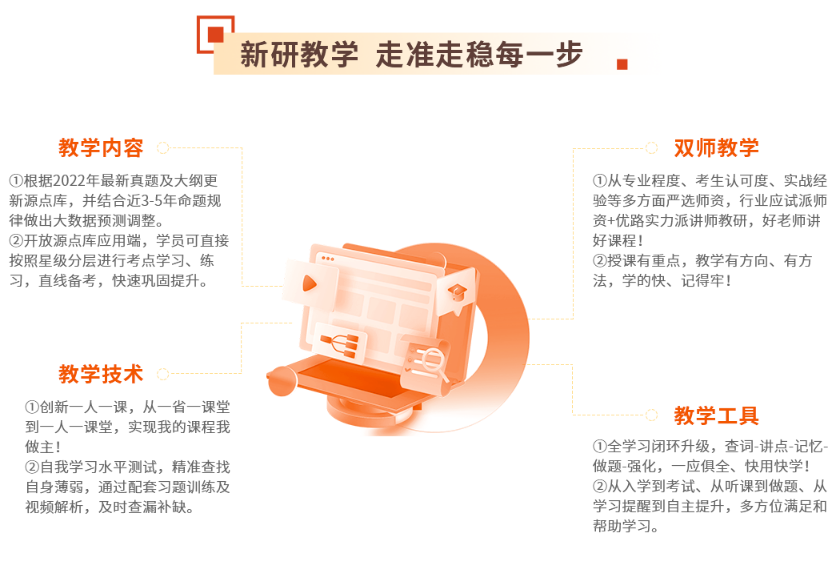 新研教学 走准走稳每一步
教学内容
①根据2022年最新真题及大纲更
新源点库，并结合近3-5年命题规
律做出大数据预测调整。
②开放源点库应用端，学员可直接
按照星级分层进行考点学习、练
习，直线备考，快速巩固提升。
双师教学
①从专业程度、考生认可度、实战经
验等多方面严选师资，行业应试派师
资+优路实力派讲师教研，好老师讲
好课程！
②授课有重点，教学有方向、有方
法，学的快、记得牢！
教学技术
①创新一人一课，从一省一课堂
到一人一课堂，实现我的课程我
做主！
②自我学习水平测试，精准查找
自身薄弱，通过配套习题训练及
视频解析，及时查漏补缺。
教学工具
①全学习闭环升级，查词-讲点-记忆-
做题-强化，一应俱全、快用快学！
②从入学到考试、从听课到做题、从
学习提醒到自主提升，多方位满足和
帮助学习。